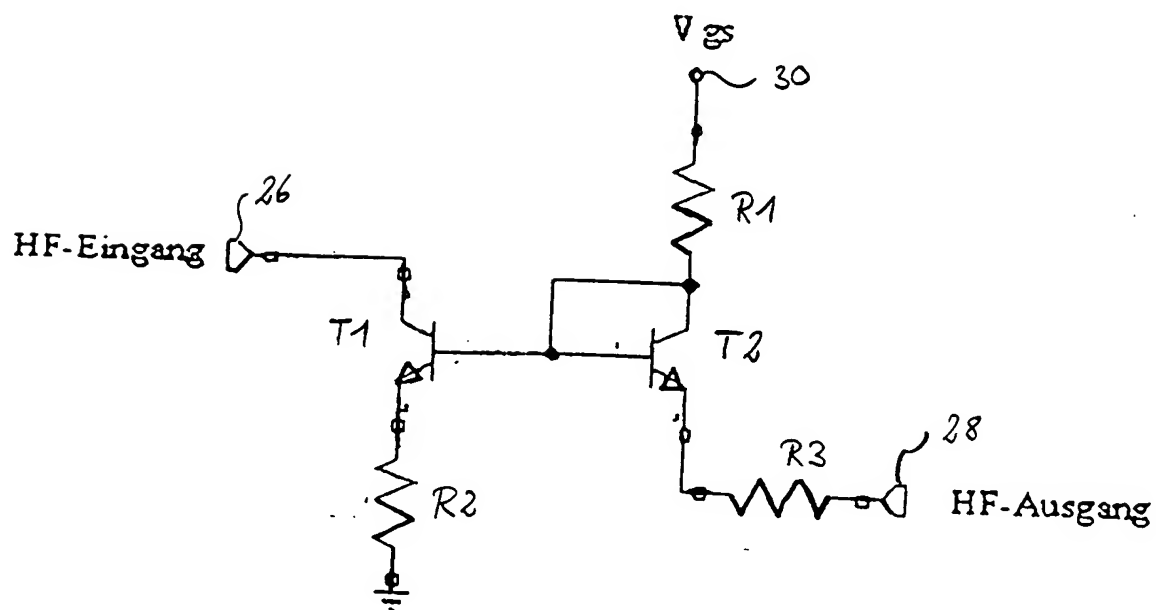 V gs
30
R1
26
HF-Eingang
T1
T2
28
R3
R2
HF-Ausgang